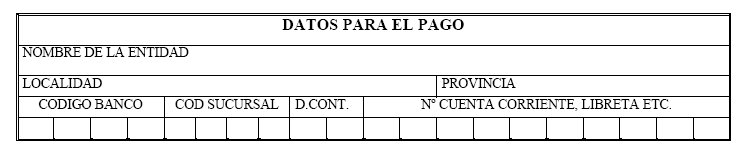 DATOS PARA EL PAGO
NOMBRE DE LA ENTIDAD
LOCALIDAD PROVINCIA
CODIGO BANCO COD SUCURSAL D.CONT. Nº CUENTA CORRIENTE, LIBRETA ETC.